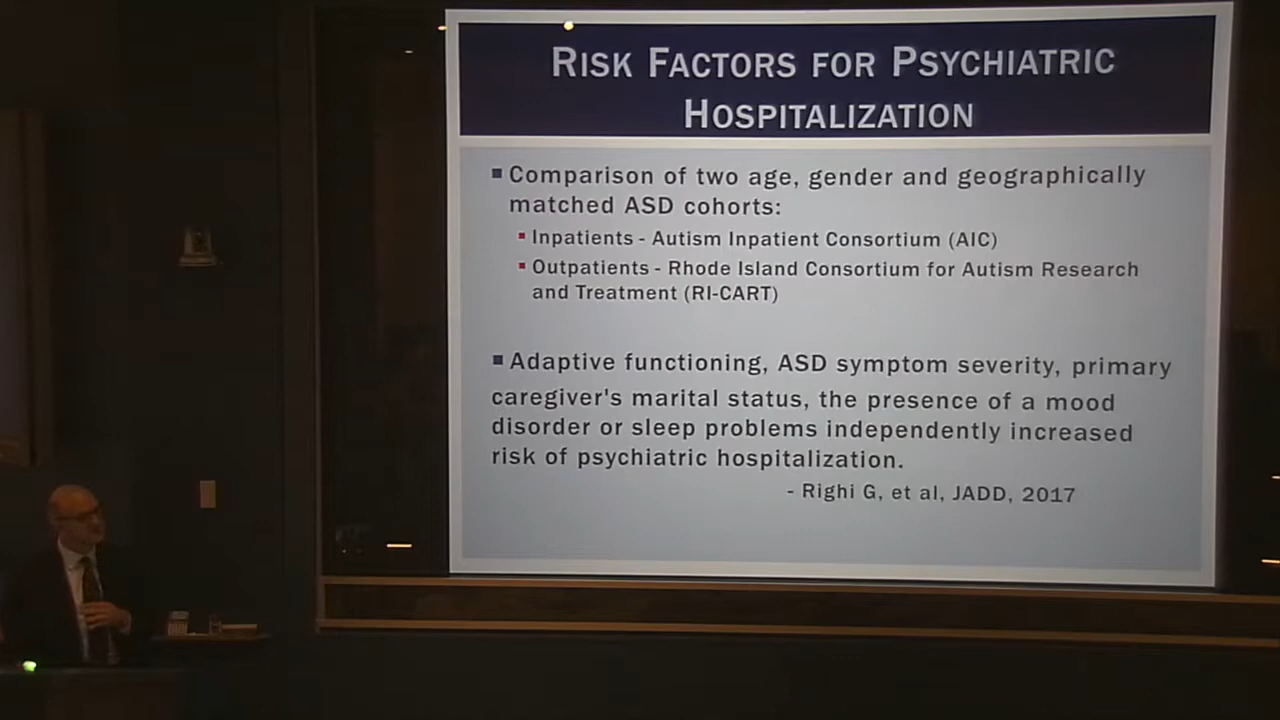 RISK FACTORS FOR PSYCHIATRIC
HOSPITALIZATION
▪ Comparison of two age, gender and geographically
matched ASD cohorts:
▪ Inpatients - Autism Inpatient Consortium (AIC)
▪ Outpatients - Rhode Island Consortium for Autism Research
and Treatment (RI-CART)
▪ Adaptive functioning, ASD symptom severity, primary
caregiver's marital status, the presence of a mood
disorder or sleep problems independently increased
risk of psychiatric hospitalization.
- Righi G, et al, JADD, 2017